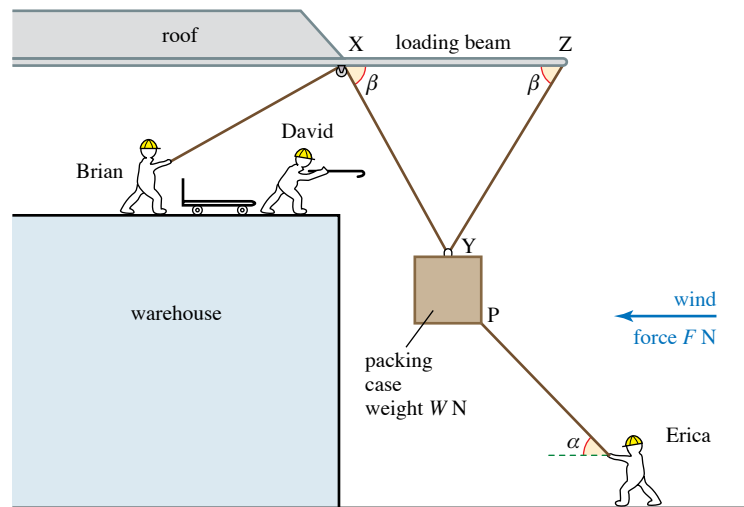 roof
X
loading beam
Z
β
β
David
Brian
Y
warehouse
P
wind
force F N
packing
case
weight W N
α
Erica